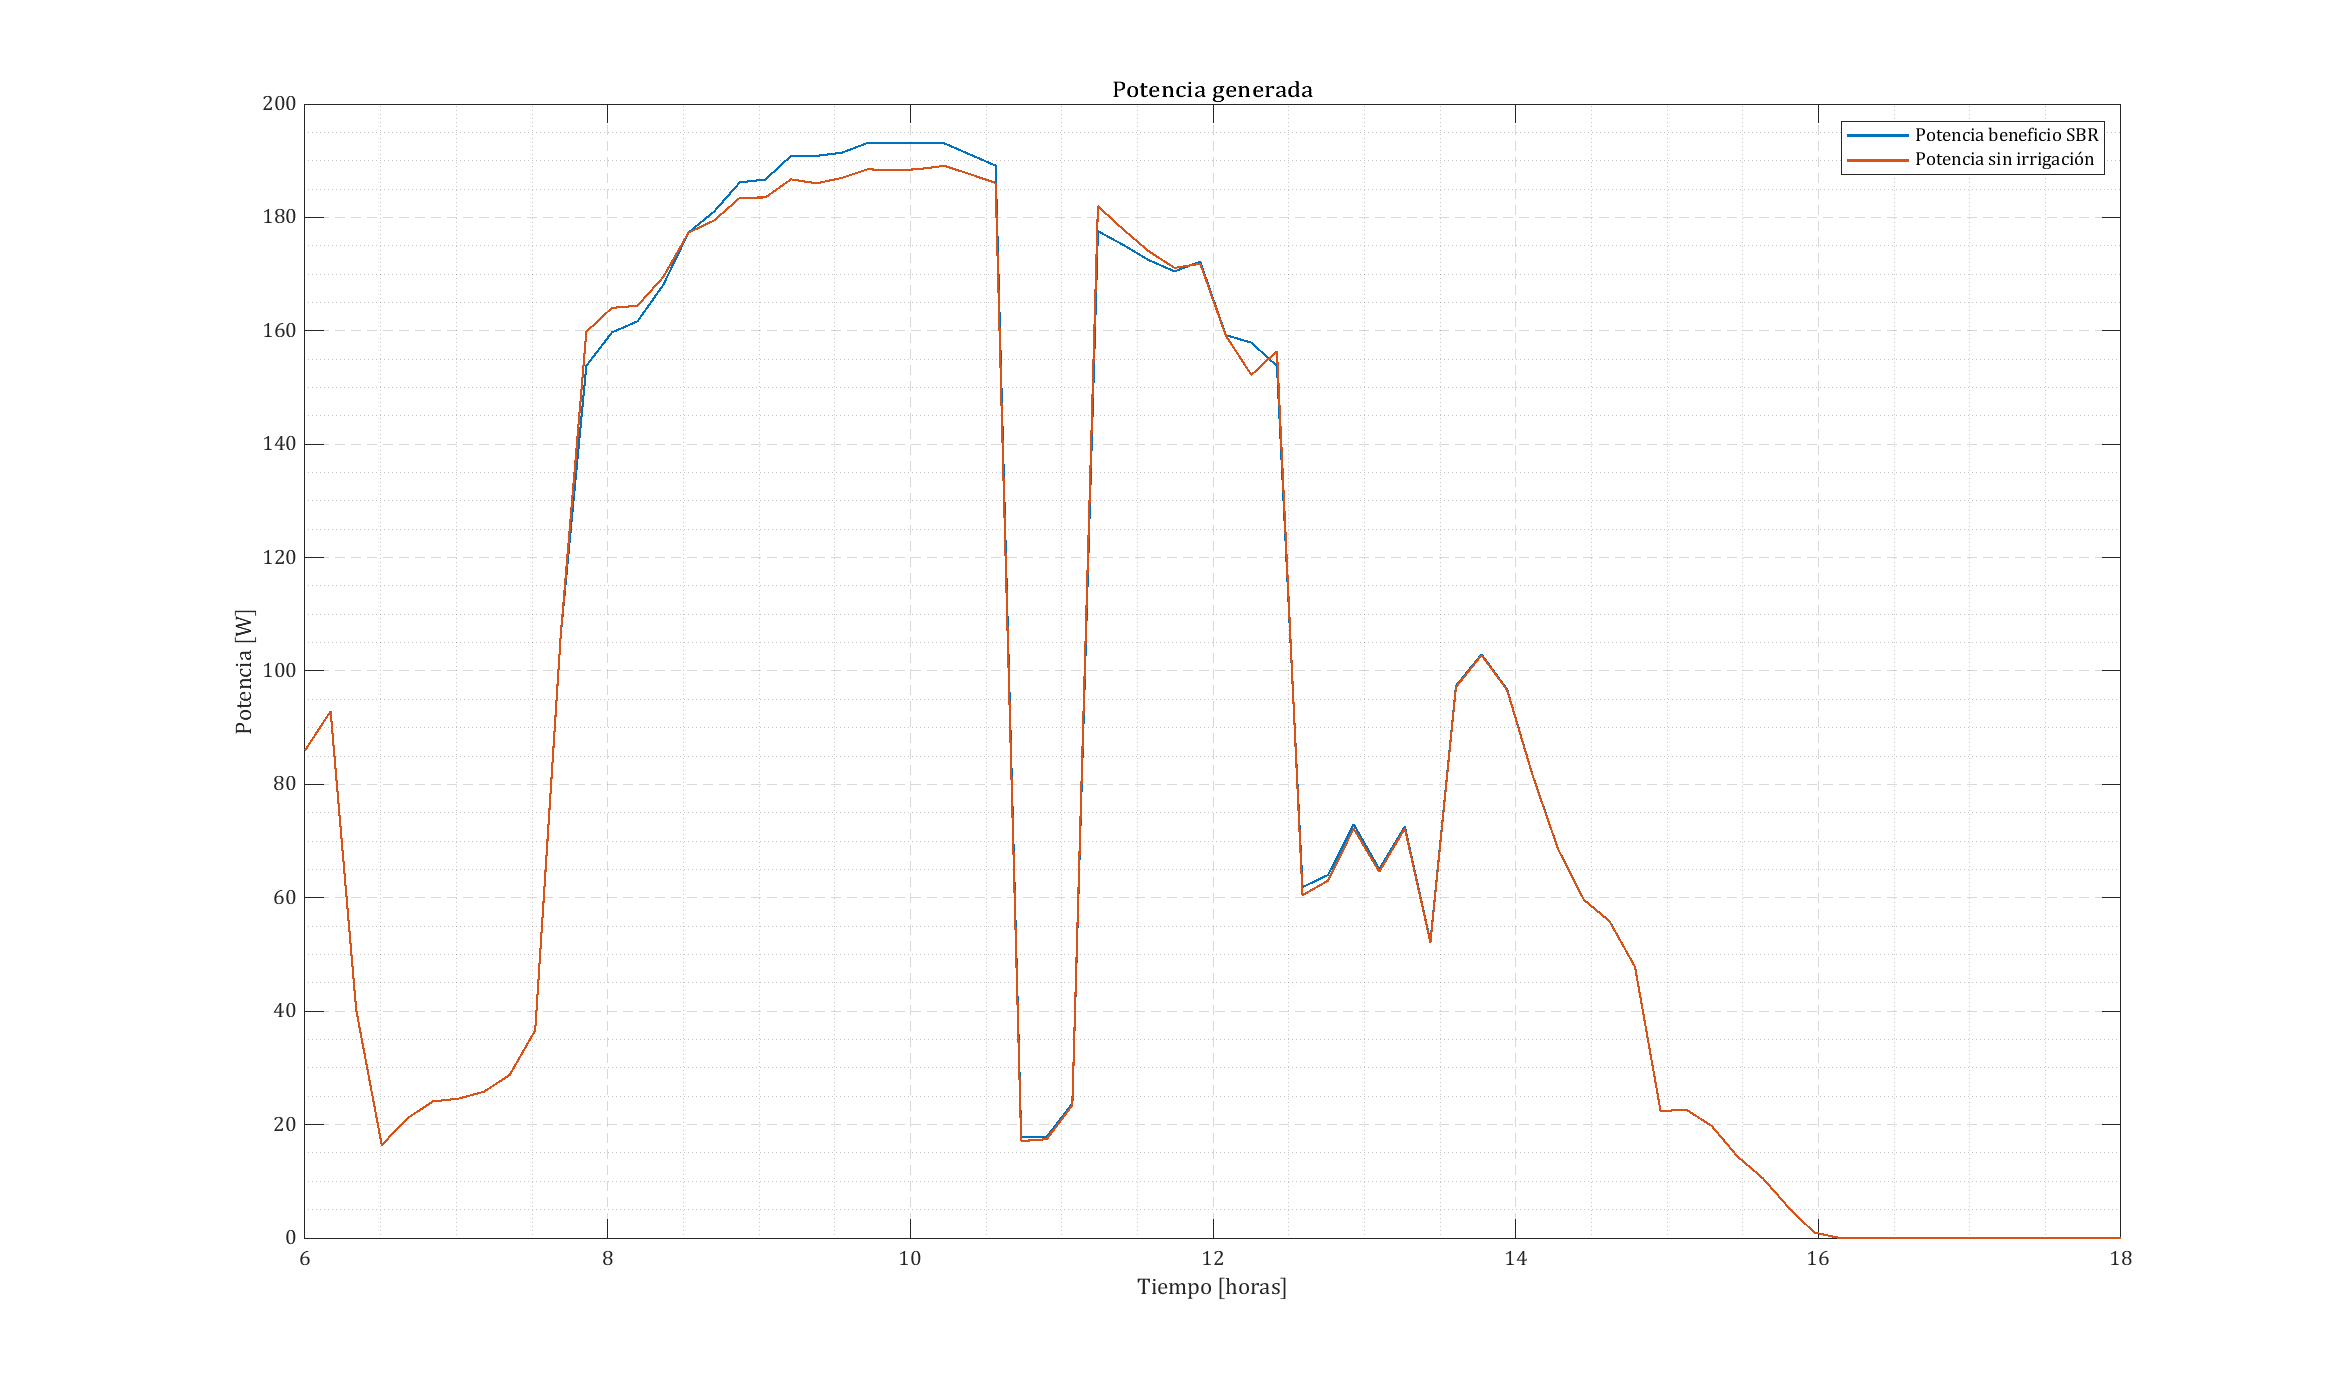 Potencia generada
200
180
160
140
120
100
80
60
40
20
0
Potencia [W]
Potencia beneficio SBR
Potencia sin irrigación
6 8 10 12 14 16 18
Tiempo [horas]